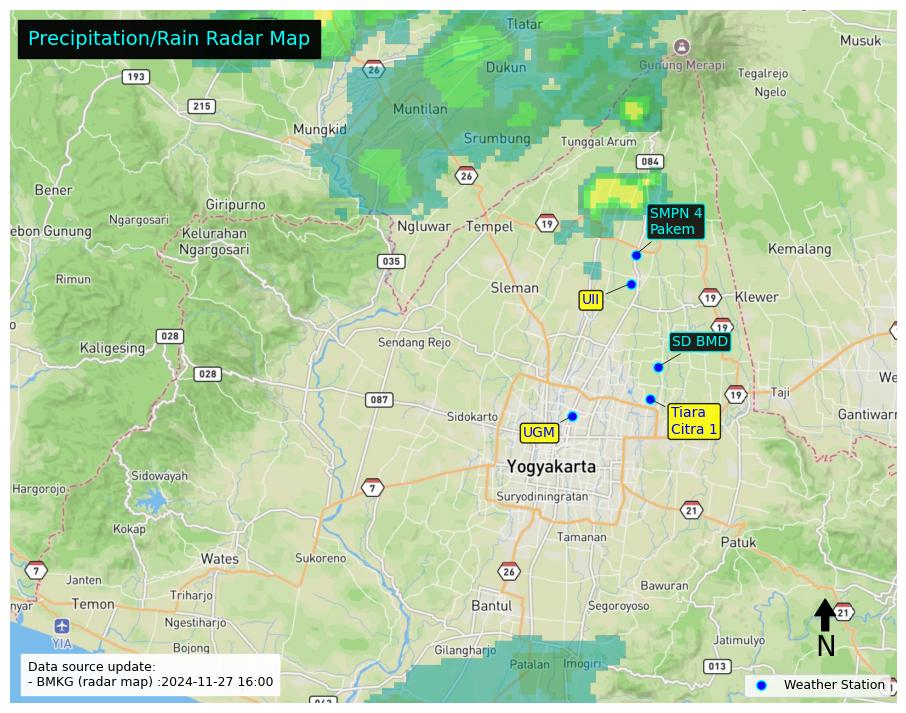 Precipitation/Rain Radar Map
Tlatar
Musuk
26
Dukun
Gunung Merapi
193
Tegalrejo
Ngelo
215
Muntilan
Mungkid
Srumbung
Tunggal Arum
084
26
Bener
Giripurno
SMPN 4
Pakem
Ngargosari
Ngluwar
Tempel
19
ebon Gunung
Kelurahan
Ngargosari
Kemalang
035
Rimun
Sleman
UII
19
Klewer
19
028
Sendang Rejo
SD BMD
Kaligesing
028
Taji
19
087
We
Sidokarto
Tiara
Citra 1
Gantiwarn
UGM
Yogyakarta
Sidowayah
Hargorojo
7
Suryodiningratan
21
Kokap
Tamanan
Patuk
Wates
Sukoreno
7
26
Janten
Bawuran
nyar
Temon
Triharjo
Bantul
Segoroyoso
21
Ngestiharjo
YIA
N
Jatimulyo
Bojong
Gilangharjo
Patalan
Imogiri
013
Data source update:
- BMKG (radar map) :2024-11-27 16:00
Weather Station